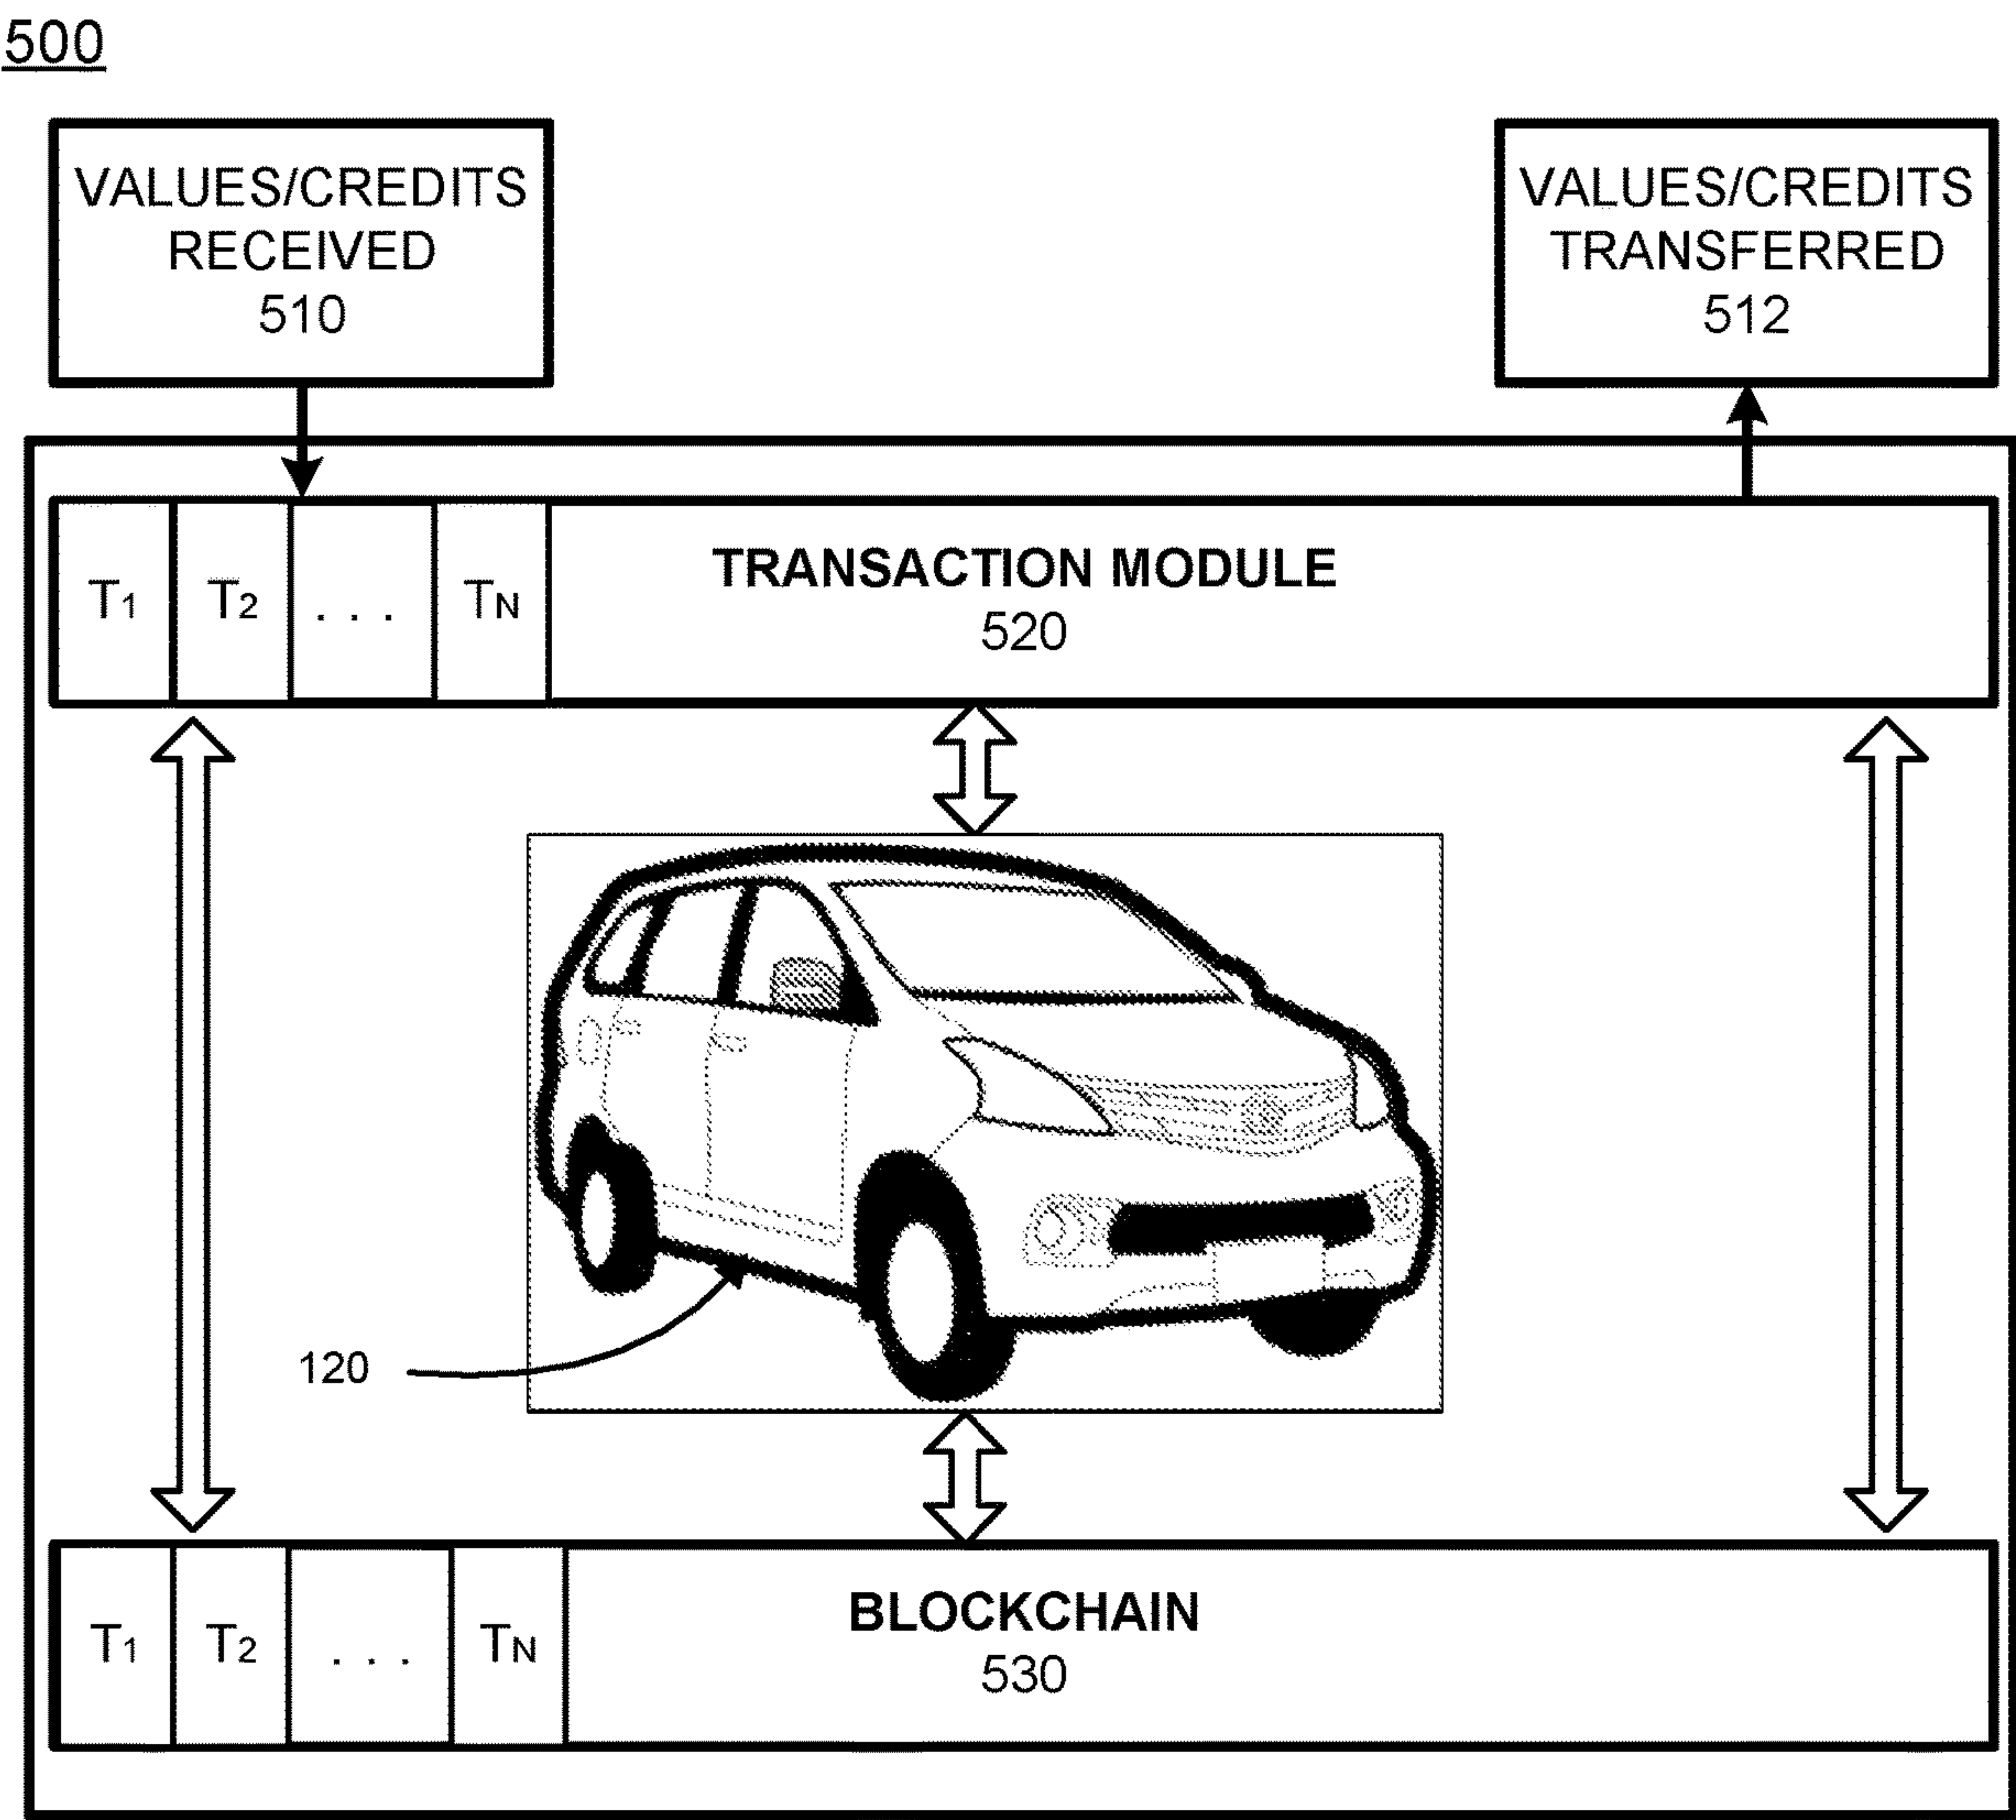 500
VALUES/CREDITS
RECEIVED
510
VALUES/CREDITS
TRANSFERRED
512
T1 T2 . . . TN
TRANSACTION MODULE
520
120
T1 T2 . . . TN
BLOCKCHAIN
530